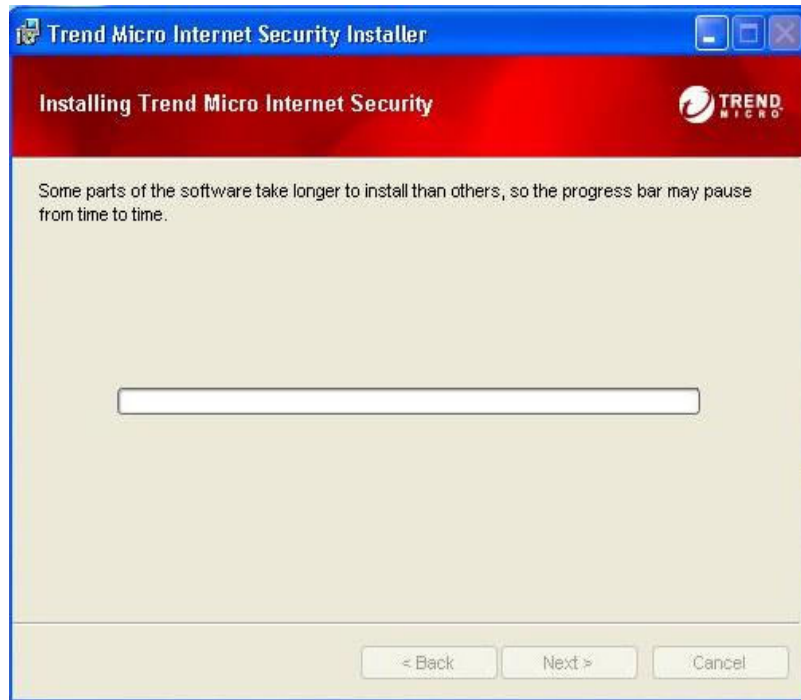 Trend Micro Internet Security Installer
Installing Trend Micro Internet Security
TREND
MICRO
Some parts of the software take longer to install than others, so the progress bar may pause
from time to time.
< Back Next > Cancel